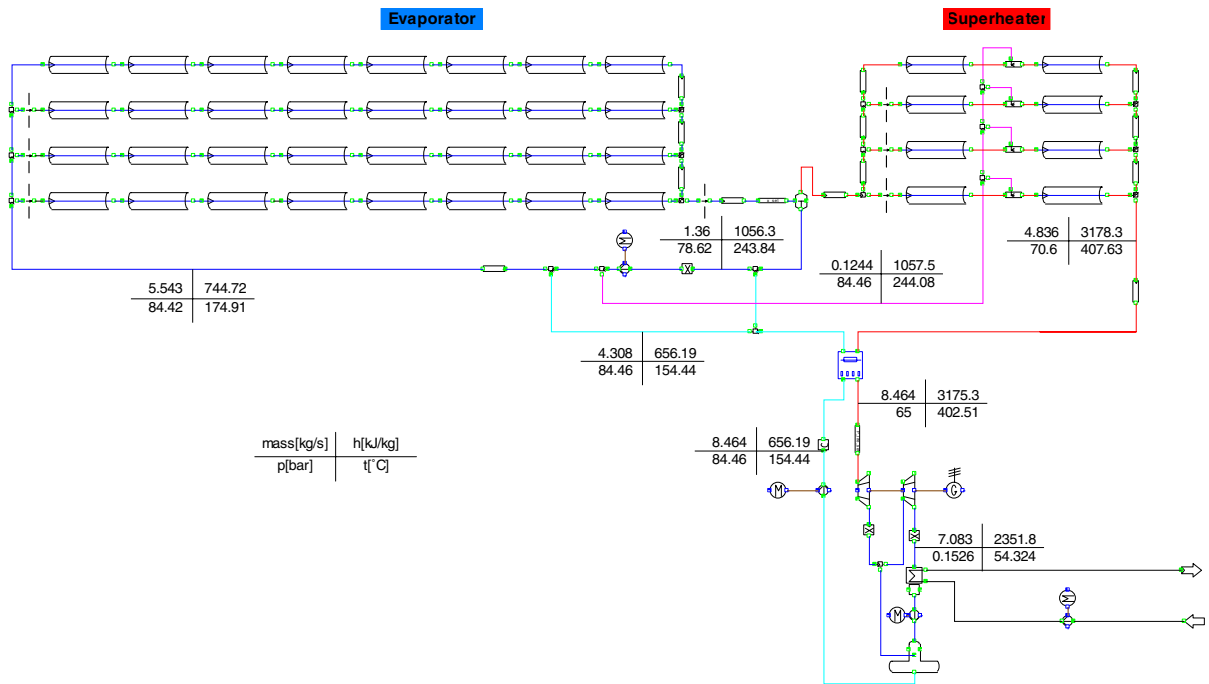 Evaporator
Superheater
1.36 1056.3
78.62 243.84
4.836 3178.3
70.6 407.63
0.1244 1057.5
84.46 244.08
5.543 744.72
84.42 174.91
4.308 656.19
84.46 154.44
8.464 3175.3
65 402.51
mass[kg/s] h[kJ/kg]
p[bar] t[°C]
8.464 656.19
84.46 154.44
M
G
7.083 2351.8
0.1526 54.324
M